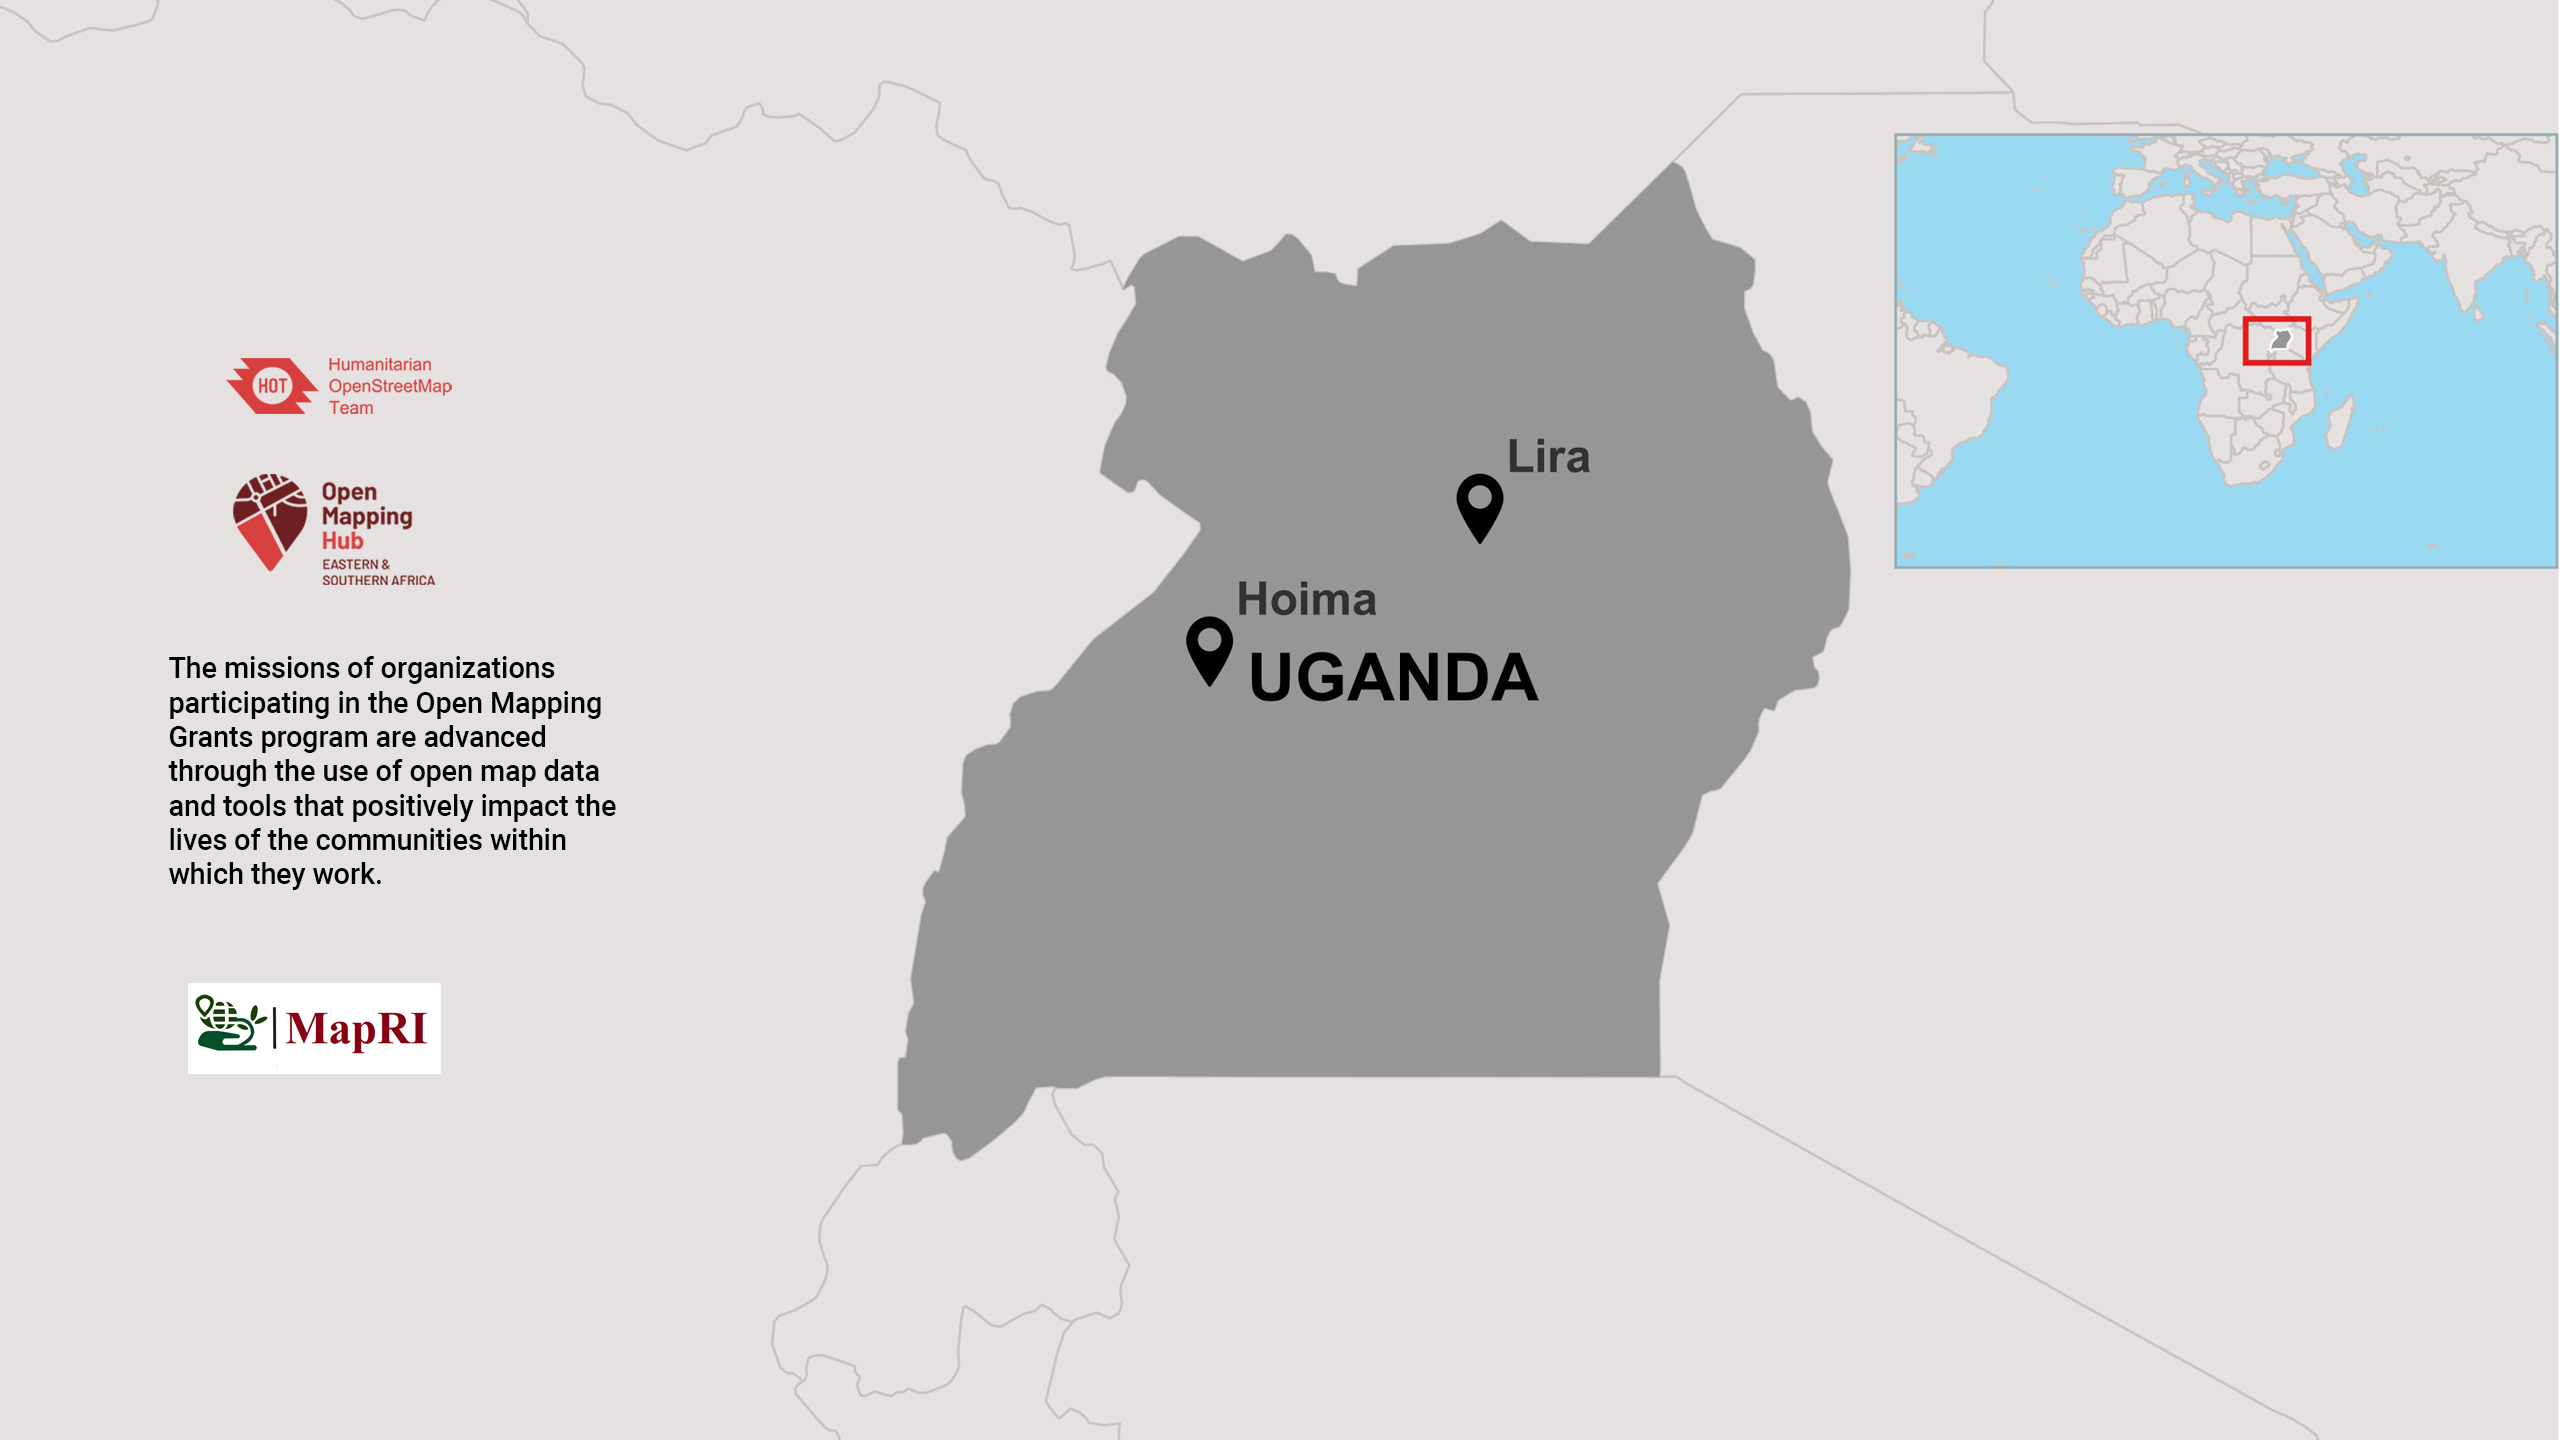 HOT
Humanitarian
OpenStreetMap
Team
Open
Mapping
Hub
EASTERN &
SOUTHERN AFRICA
The missions of organizations
participating in the Open Mapping
Grants program are advanced
through the use of open map data
and tools that positively impact the
lives of the communities within
which they work.
MapRI
Lira
Hoima
UGANDA